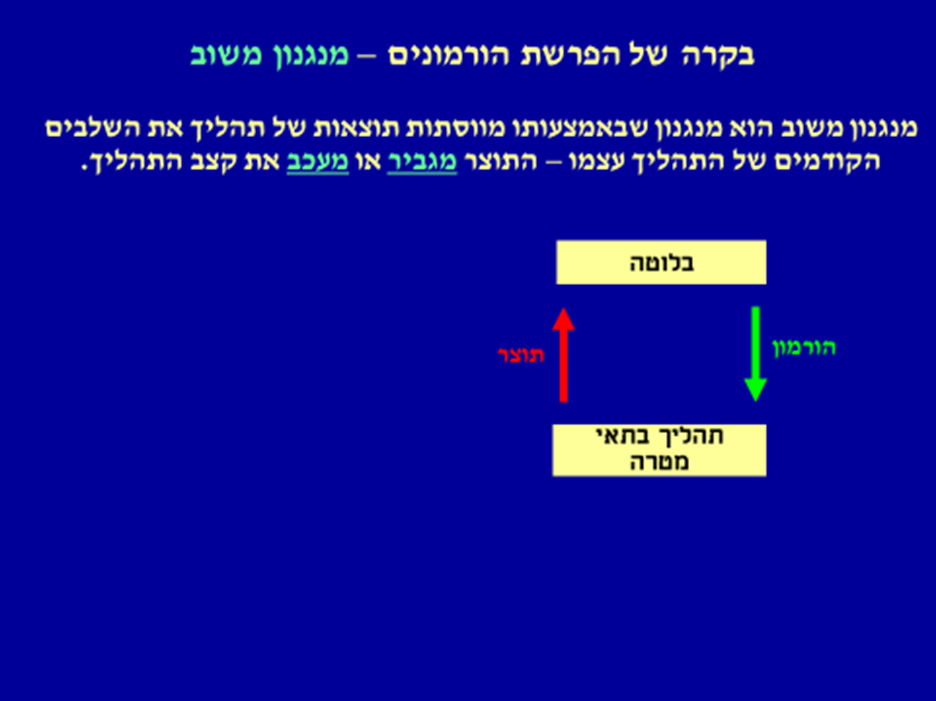 בקרה של הפרשת הורמונים – מנגנון משוב
מנגנון משוב הוא מנגנון שבאמצעותו מווסתות תוצאות של תהליך את השלבים
הקודמים של התהליך עצמו – התוצר מגביר או מעכב את קצב התהליך.
בלוטה
הורמון
תוצר
תהליך בתאי
מטרה